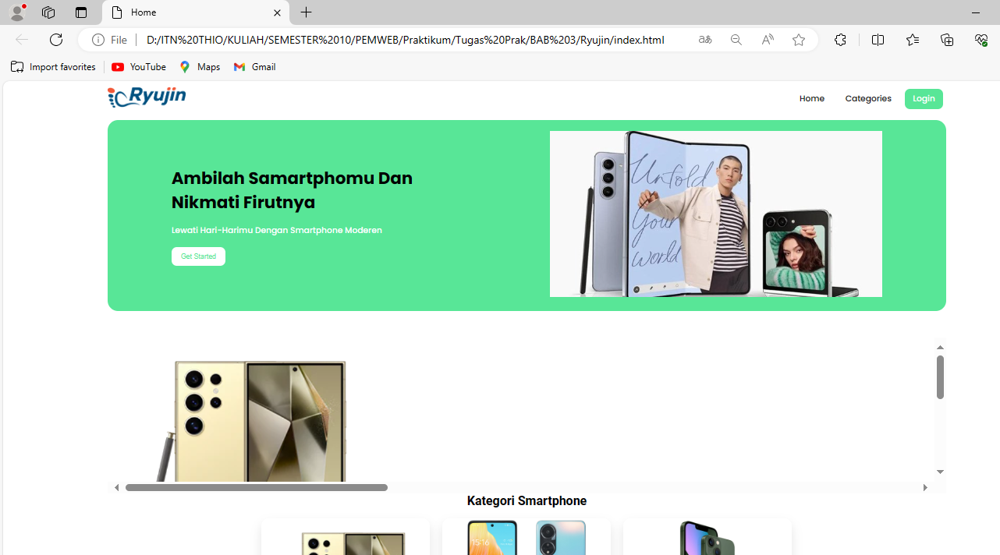 Home
File
D:/ITN%20THIO/KULIAH/SEMESTER%2010/PEMWEB/Praktikum/Tugas%20Prak/BAB%203/Ryujin/index.html
Import favorites
YouTube
Maps
Gmail
Ryujin
Home
Categories
Login
Ambilah Samartphomu Dan
Nikmati Firutnya
Lewati Hari-Harimu Dengan Smartphone Moderen
Get Started
Unfold
Your
world
Kategori Smartphone
15:16